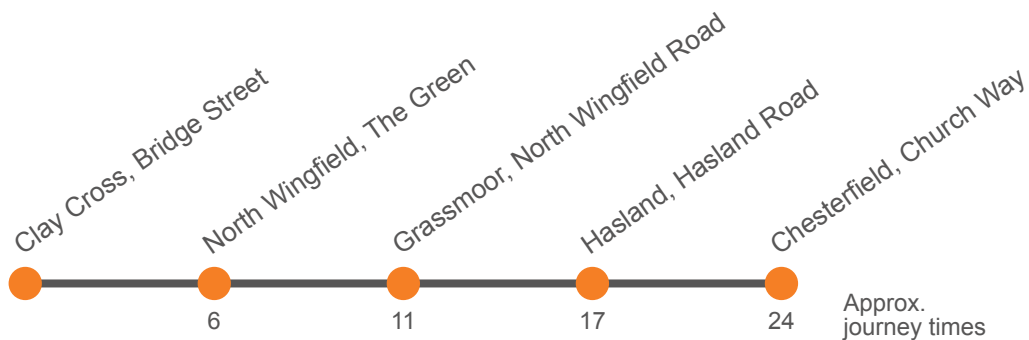 Clay Cross, Bridge Street
North Wingfield, The Green
Grassmoor, North Wingfield Road
Hasland, Hasland Road
Chesterfield, Church Way
6
11
17
24
Approx.
journey times